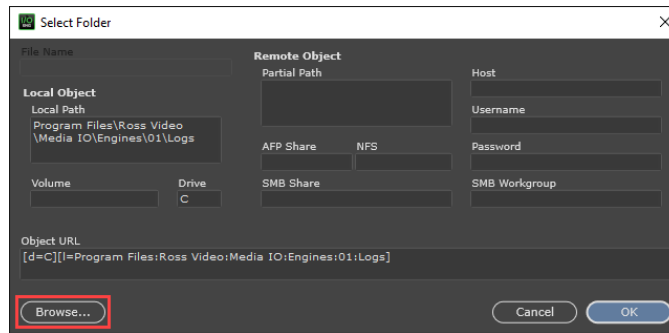 I/O
Select Folder
File Name
Remote Object
Partial Path
Host
Local Object
Local Path
Program Files\Ross Video
\Media IO\Engines\01\Logs
Username
AFP Share
NFS
Password
Volume
Drive
C
SMB Share
SMB Workgroup
Object URL
[d=C][l=Program Files:Ross Video:Media IO:Engines:01:Logs]
Browse...
Cancel
OK